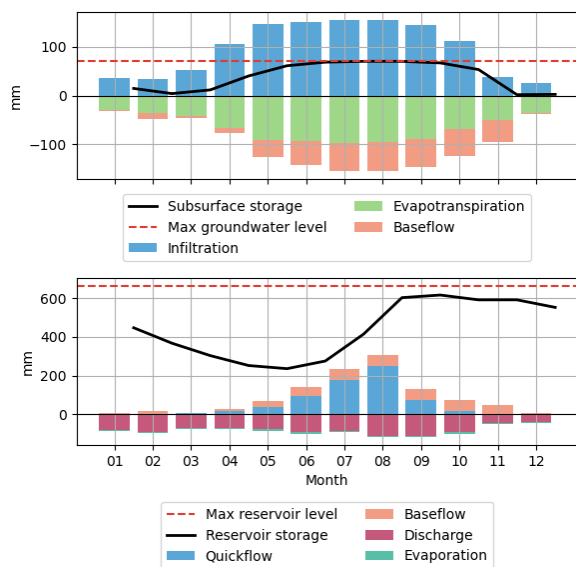 100
0
−100
mm
Subsurface storage
Max groundwater level
Infiltration
Evapotranspiration
Baseflow
600
400
200
0
mm
01 02 03 04 05 06 07 08 09 10 11 12
Month
Max reservoir level
Reservoir storage
Quickflow
Baseflow
Discharge
Evaporation